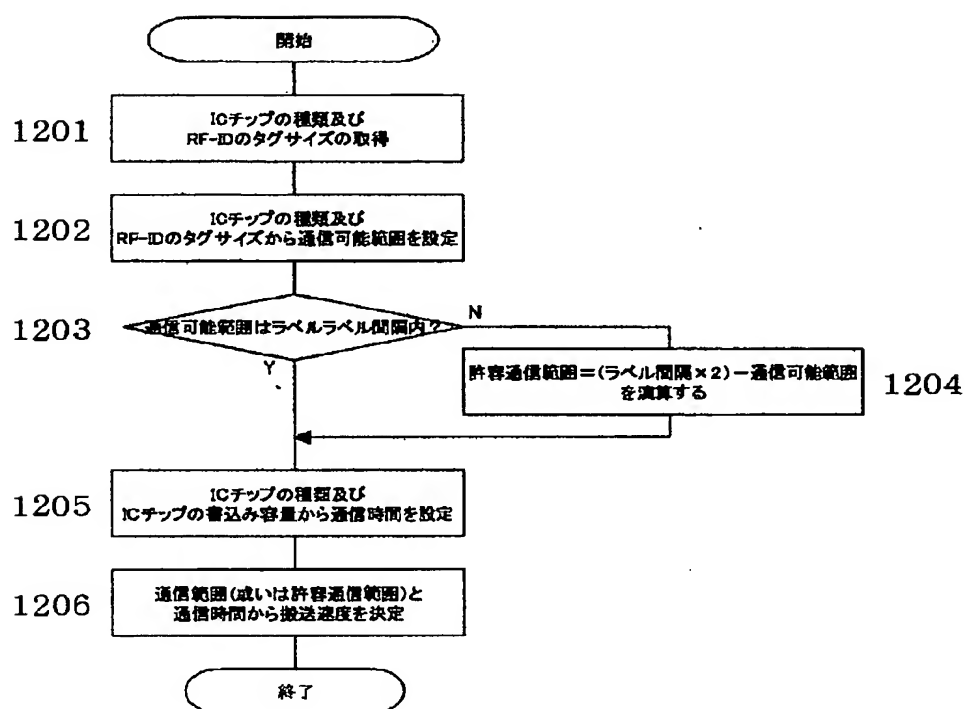 開始
1201
ICチップの種類及び
RF-IDのタグサイズの取得
1202
ICチップの種類及び
RF-IDのタグサイズから通信可能範囲を設定
1203
通信可能範囲はラベルラベル間隔内?
N
Y
許容通信範囲=(ラベル間隔×2)-通信可能範囲
を演算する
1204
1205
ICチップの種類及び
ICチップの書込み容量から通信時間を設定
1206
通信範囲(或いは許容通信範囲)と
通信時間から搬送速度を決定
終了